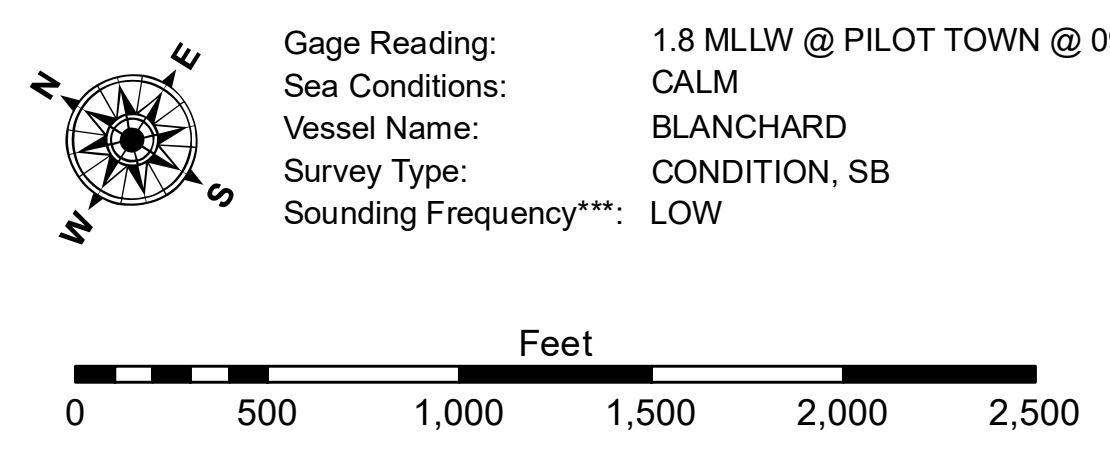 N
E
S
W
Gage Reading: 1.8 MLLW @ PILOT TOWN @
Sea Conditions: CALM
Vessel Name: BLANCHARD
Survey Type: CONDITION, SB
Sounding Frequency***: LOW
Feet
0 500 1,000 1,500 2,000 2,500